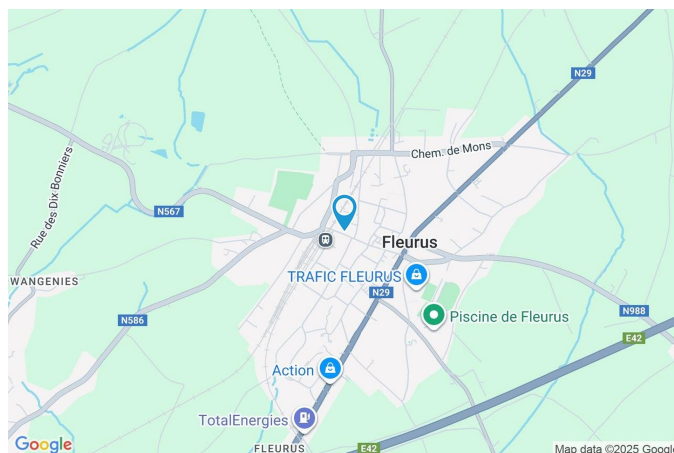 N29
Chem. de Mons
Rue des Dix Bonniers
N567
Fleurus
TRAFIC FLEURUS
WANGENIES
N29
N586
N988
Piscine de Fleurus
E42
Action
TotalEnergies
FLEURUS
E42
Google
Map data ©2025 Google